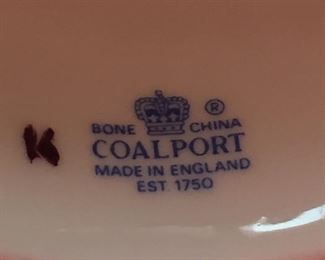 ®
BONE CHINA
K COALPORT
MADE IN ENGLAND
EST. 1750